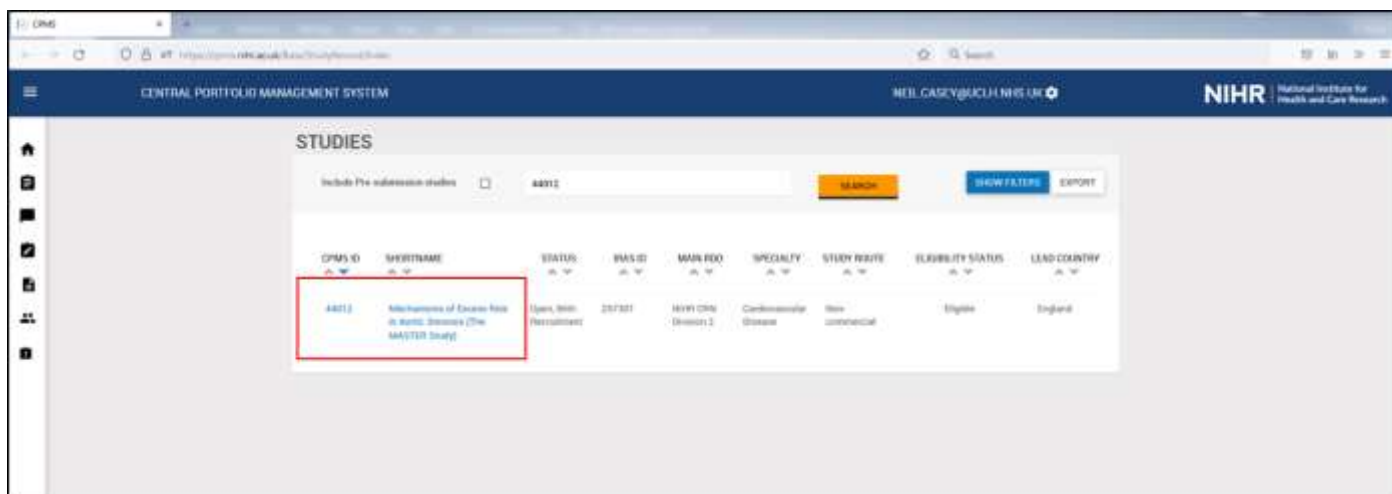 CPMS
Search
CENTRAL PORTFOLIO MANAGEMENT SYSTEM
NEIL.CASEY@UCLH.NHS.UK
NIHR National Institute for
Health and Care Research
STUDIES
Include Pre-submission studies
44012
SEARCH
SHOW FILTERS
EXPORT
CPMS ID
SHORTNAME
STATUS
IRAS ID
MAIN RDO
SPECIALTY
STUDY ROUTE
ELIGIBILITY STATUS
LEAD COUNTRY
44012
Mechanisms of Excess Risk
in Aortic Stenosis (The
MASTER Study)
Open, With
Recruitment
NIHR CRN
Division 2
Cardiovascular
Disease
Non-
commercial
Eligible
England